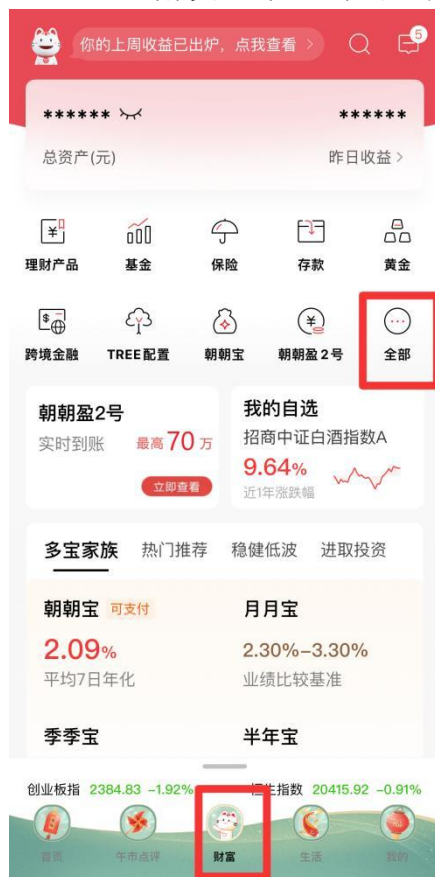 你的上周收益已出炉，点我查看 >
5
****** ******
总资产(元) 昨日收益 >
理财产品 基金 保险 存款 黄金
跨境金融 TREE配置 朝朝宝 朝朝盈2号 全部
朝朝盈2号
实时到账 最高70万
立即查看
我的自选
招商中证白酒指数A
9.64%
近1年涨跌幅
多宝家族 热门推荐 稳健低波 进取投资
朝朝宝 可支付
2.09%
平均7日年化
月月宝
2.30%-3.30%
业绩比较基准
季季宝 半年宝
创业板指 2384.83 -1.92% 恒生指数 20415.92 -0.91%
首页 午市点评 财富 生活 我的